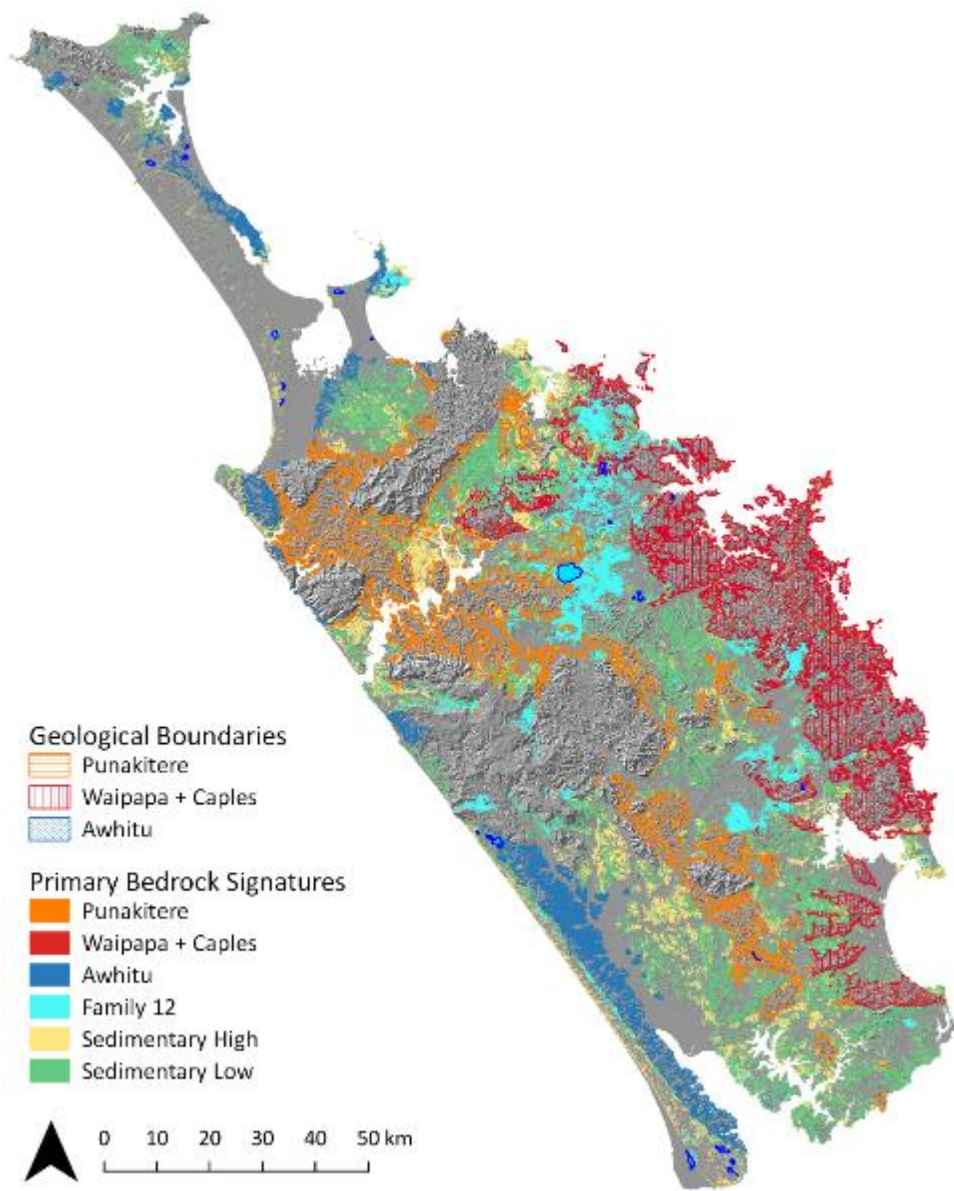 Geological Boundaries
Punakitere
Waipapa + Caples
Awhitu
Primary Bedrock Signatures
Punakitere
Waipapa + Caples
Awhitu
Family 12
Sedimentary High
Sedimentary Low
0 10 20 30 40 50 km